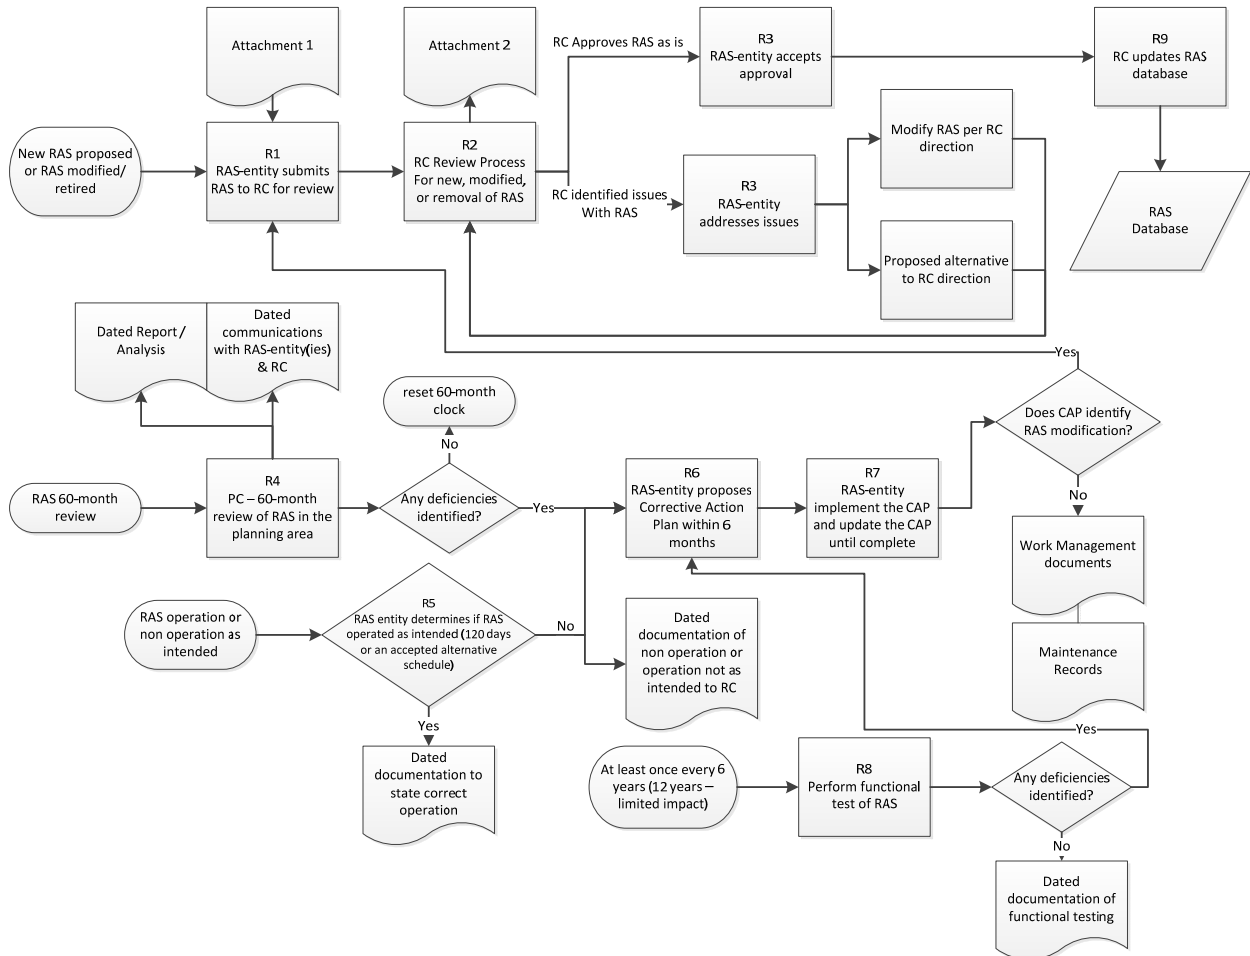 Attachment 1
Attachment 2
RC Approves RAS as is
R3
RAS-entity accepts
approval
R9
RC updates RAS
database
New RAS proposed
or RAS modified/
retired
R1
RAS-entity submits
RAS to RC for review
R2
RC Review Process
For new, modified,
or removal of RAS
RC identified issues
With RAS
R3
RAS-entity
addresses issues
Modify RAS per RC
direction
Proposed alternative
to RC direction
RAS
Database
Dated Report /
Analysis
Dated
communications
with RAS-entity(ies)
& RC
Yes
reset 60-month
clock
No
Does CAP identify
RAS modification?
No
RAS 60-month
review
R4
PC – 60-month
review of RAS in the
planning area
Any deficiencies
identified?
Yes
R6
RAS-entity proposes
Corrective Action
Plan within 6
months
R7
RAS-entity
implement the CAP
and update the CAP
until complete
Work Management
documents
Maintenance
Records
RAS operation or
non operation as
intended
R5
RAS entity determines if RAS
operated as intended (120 days
or an accepted alternative
schedule)
No
Yes
Dated
documentation of
non operation or
operation not as
intended to RC
Dated
documentation to
state correct
operation
At least once every 6
years (12 years –
limited impact)
R8
Perform functional
test of RAS
Any deficiencies
identified?
Yes
No
Dated
documentation of
functional testing